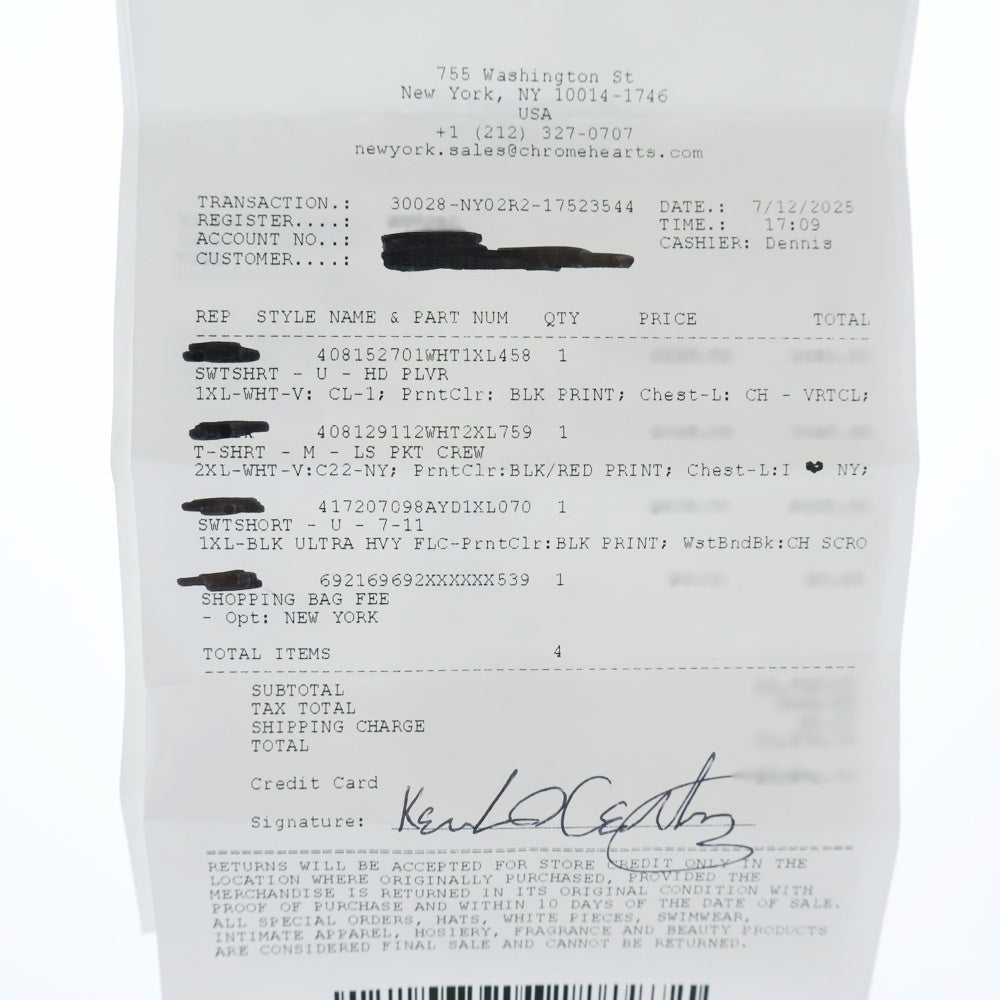 755 Washington St
New York, NY 10014-1746
USA
+1 (212) 327-0707
newyork.sales@chromehearts.com
TRANSACTION.: 30028-NY02R2-17523544 DATE.: 7/12/2025
REGISTER....: TIME.: 17:09
ACCOUNT NO..: CASHIER: Dennis
CUSTOMER....:
REP STYLE NAME & PART NUM QTY PRICE TOTAL
408152701WHT1XL458 1
SWTSHRT - U - HD PLVR
1XL-WHT-V: CL-1; PrntClr: BLK PRINT; Chest-L: CH - VRTCL;
408129112WHT2XL759 1
T-SHRT - M - LS PKT CREW
2XL-WHT-V:C22-NY; PrntClr:BLK/RED PRINT; Chest-L:I ❤ NY;
417207098AYD1XL070 1
SWTSHORT - U - 7-11
1XL-BLK ULTRA HVY FLC-PrntClr:BLK PRINT; WstBndBk:CH SCRO
692169692XXXXXX539 1
SHOPPING BAG FEE
- Opt: NEW YORK
TOTAL ITEMS 4
SUBTOTAL
TAX TOTAL
SHIPPING CHARGE
TOTAL
Credit Card
Signature:
RETURNS WILL BE ACCEPTED FOR STORE CREDIT ONLY IN THE
LOCATION WHERE ORIGINALLY PURCHASED, PROVIDED THE
MERCHANDISE IS RETURNED IN ITS ORIGINAL CONDITION WITH
PROOF OF PURCHASE AND WITHIN 10 DAYS OF THE DATE OF SALE.
ALL SPECIAL ORDERS, HATS, WHITE PIECES, SWIMWEAR,
INTIMATE APPAREL, HOSIERY, FRAGRANCE AND BEAUTY PRODUCTS
ARE CONSIDERED FINAL SALE AND CANNOT BE RETURNED.